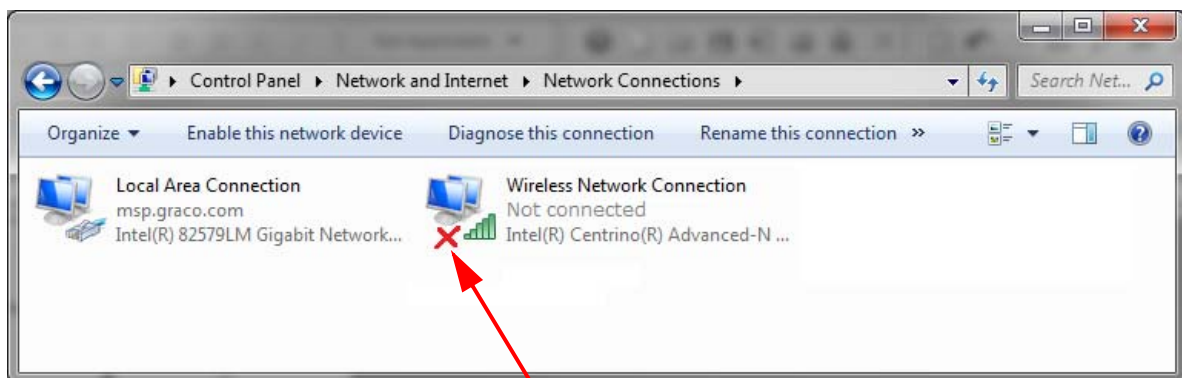 Control Panel ▸ Network and Internet ▸ Network Connections ▸ Search Net...
Organize Enable this network device Diagnose this connection Rename this connection »
Local Area Connection
msp.graco.com
Intel(R) 82579LM Gigabit Network...
Wireless Network Connection
Not connected
Intel(R) Centrino(R) Advanced-N ...